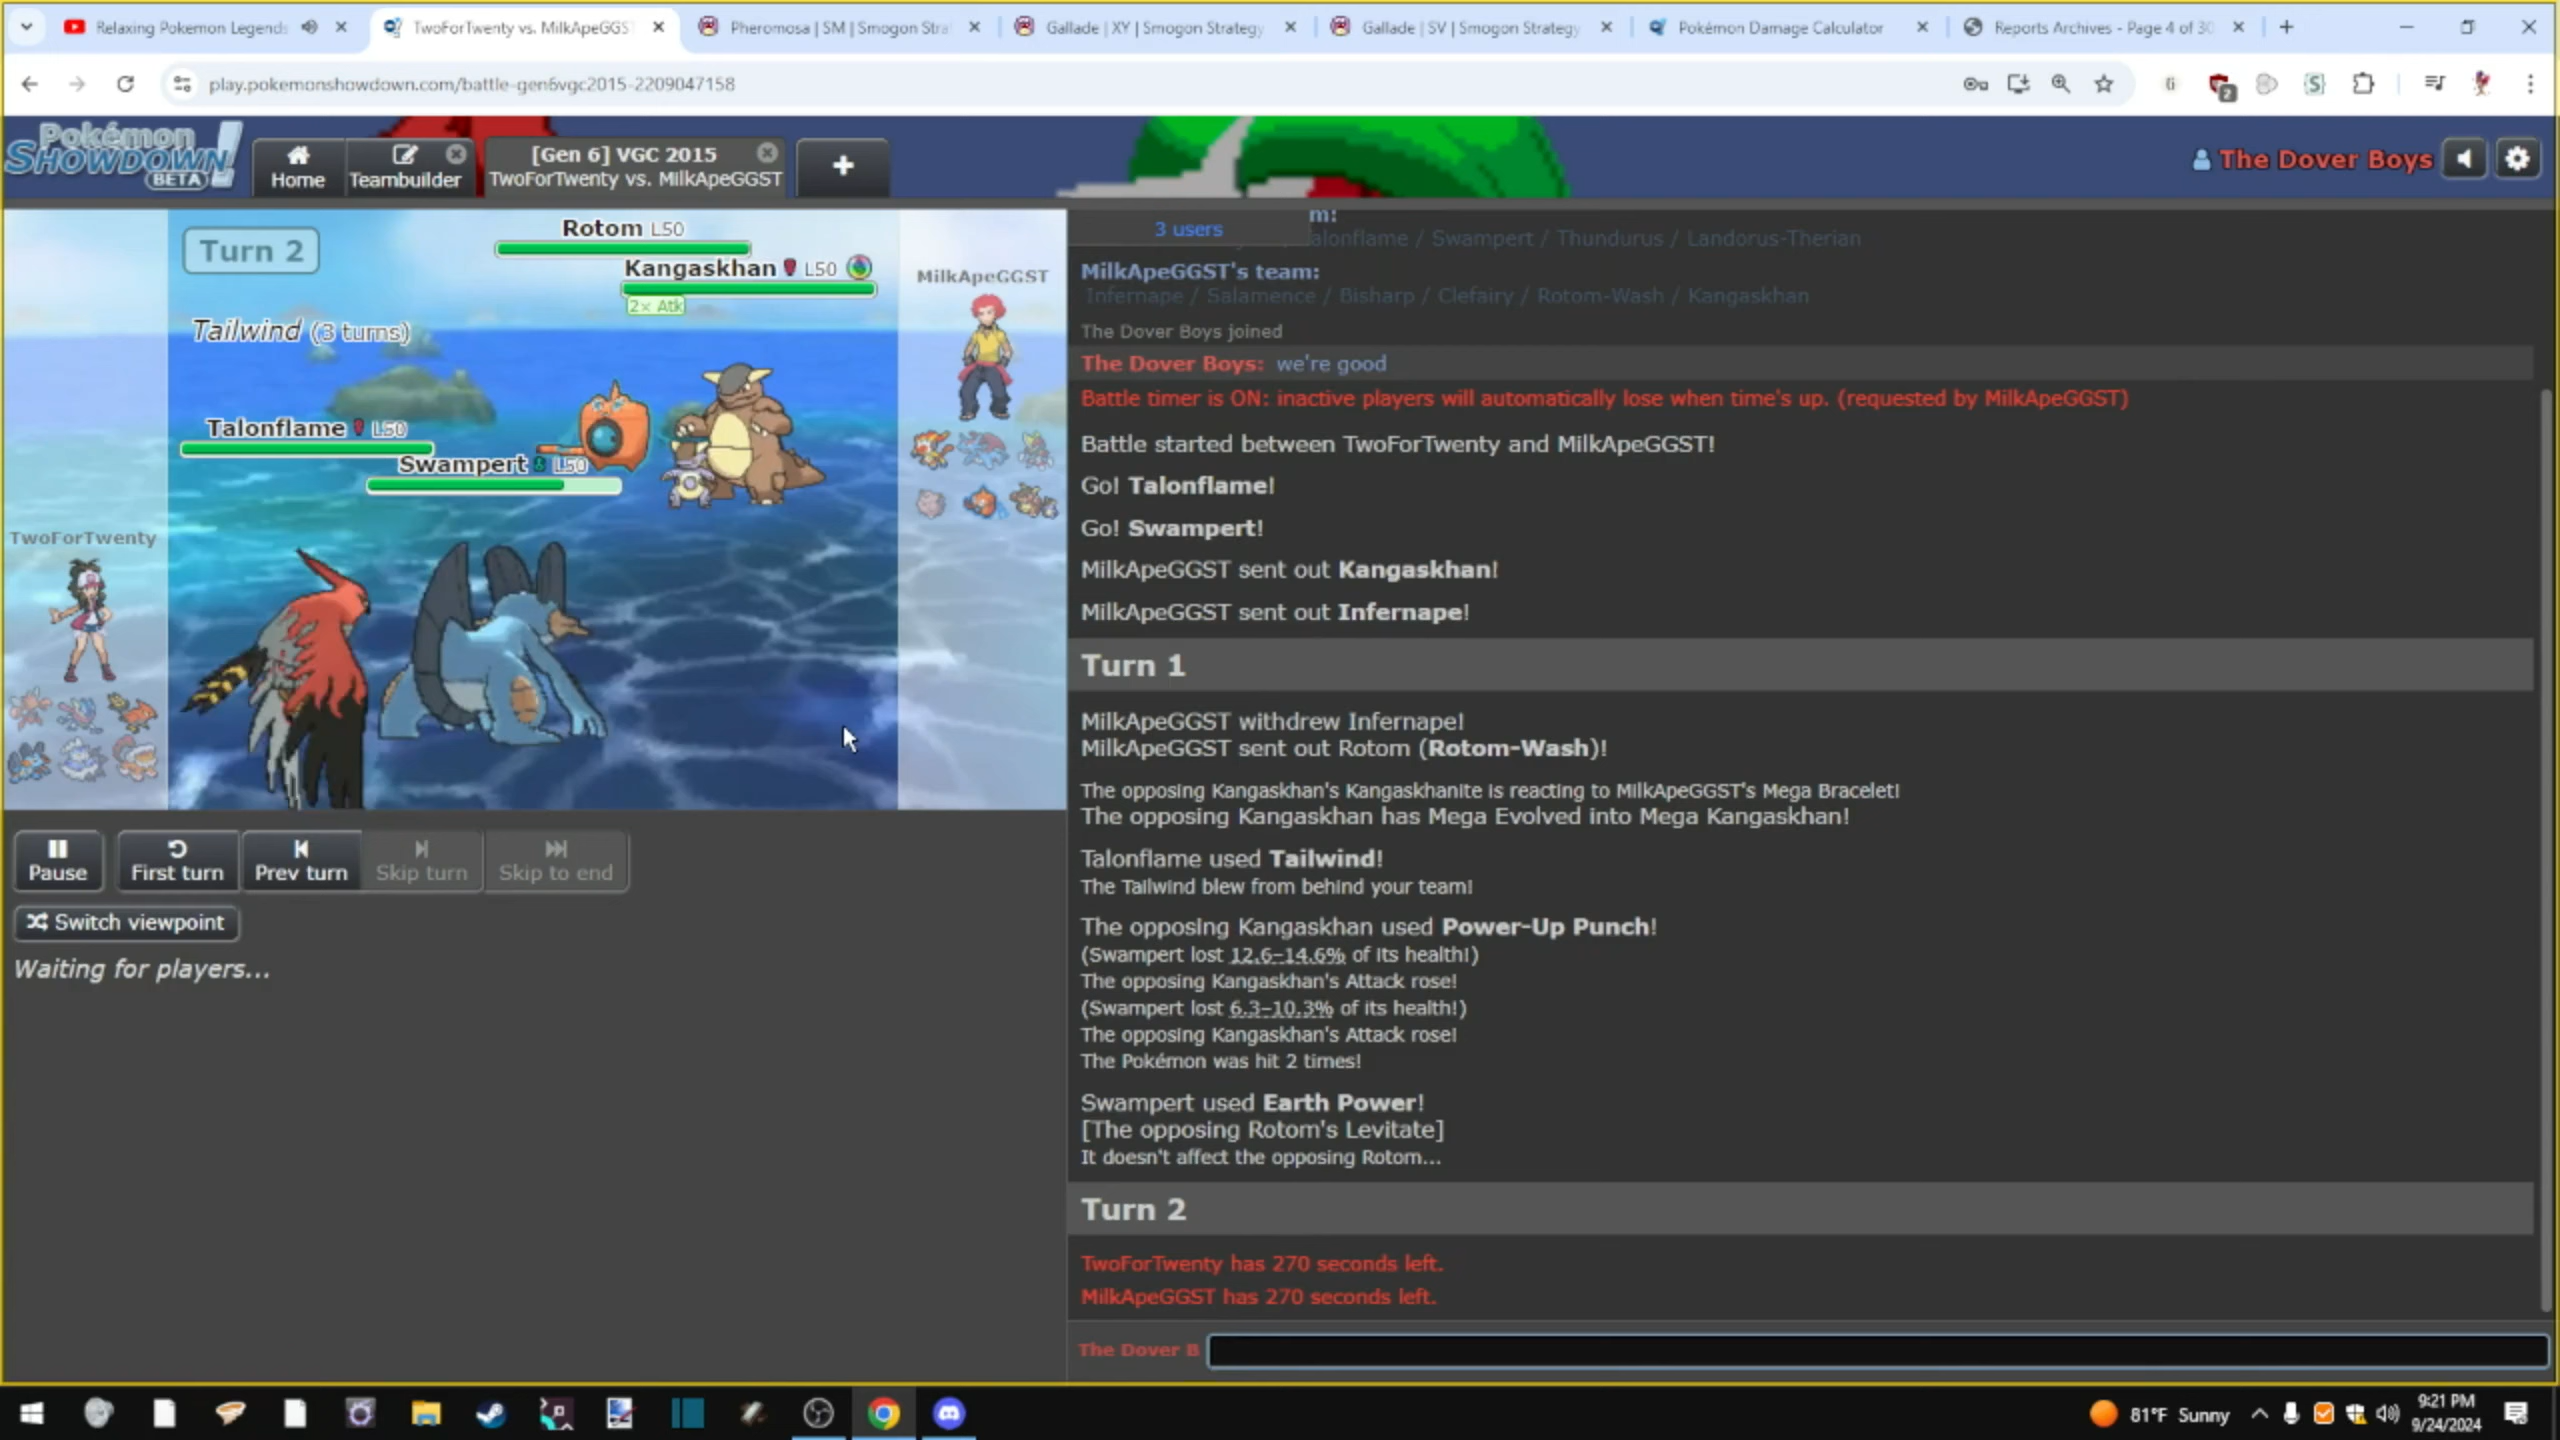 Relaxing Pokemon Legends
TwoForTwenty vs. MilkApeGGST
Pheromosa | SM | Smogon Stra
Gallade | XY | Smogon Strategy
Gallade | SV | Smogon Strategy
Pokémon Damage Calculator
Reports Archives - Page 4 of 30
play.pokemonshowdown.com/battle-gen6vgc2015-2209047158
2
Pokémon
SHOWDOWN!
BETA
Home
Teambuilder
[Gen 6] VGC 2015
TwoForTwenty vs. MilkApeGGST
The Dover Boys
Turn 2
Rotom L50
Kangaskhan L50
2× Atk
Tailwind (3 turns)
Talonflame L50
Swampert L50
MilkApeGGST
TwoForTwenty
Pause
First turn
Prev turn
Skip turn
Skip to end
Switch viewpoint
Waiting for players...
3 users
m:
alonflame / Swampert / Thundurus / Landorus-Therian
MilkApeGGST's team:
Infernape / Salamence / Bisharp / Clefairy / Rotom-Wash / Kangaskhan
The Dover Boys joined
The Dover Boys: we're good
Battle timer is ON: inactive players will automatically lose when time's up. (requested by MilkApeGGST)
Battle started between TwoForTwenty and MilkApeGGST!
Go! Talonflame!
Go! Swampert!
MilkApeGGST sent out Kangaskhan!
MilkApeGGST sent out Infernape!
Turn 1
MilkApeGGST withdrew Infernape!
MilkApeGGST sent out Rotom (Rotom-Wash)!
The opposing Kangaskhan's Kangaskhanite is reacting to MilkApeGGST's Mega Bracelet!
The opposing Kangaskhan has Mega Evolved into Mega Kangaskhan!
Talonflame used Tailwind!
The Tailwind blew from behind your team!
The opposing Kangaskhan used Power-Up Punch!
(Swampert lost 12.6–14.6% of its health!)
The opposing Kangaskhan's Attack rose!
(Swampert lost 6.3–10.3% of its health!)
The opposing Kangaskhan's Attack rose!
The Pokémon was hit 2 times!
Swampert used Earth Power!
[The opposing Rotom's Levitate]
It doesn't affect the opposing Rotom...
Turn 2
TwoForTwenty has 270 seconds left.
MilkApeGGST has 270 seconds left.
The Dover B
81°F Sunny
9:21 PM
9/24/2024